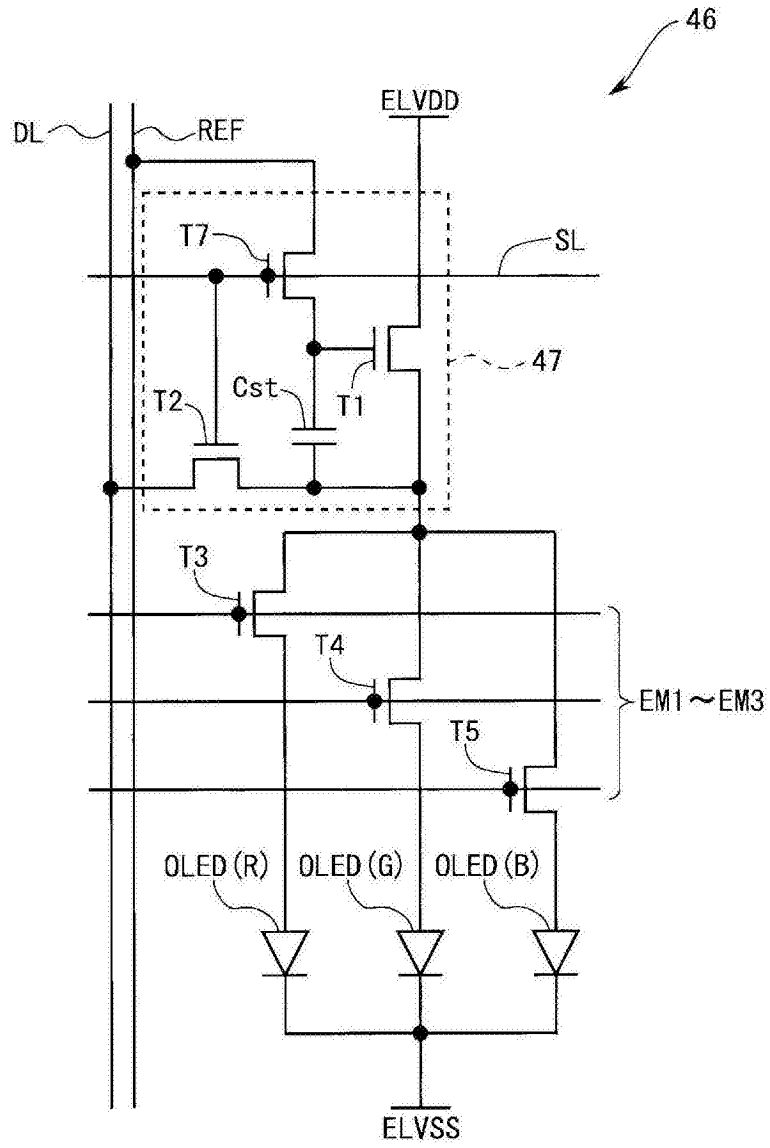 46
ELVDD
DL
REF
T7
SL
T1
47
Cst
T2
T3
T4
EM1～EM3
T5
OLED(R)
OLED(G)
OLED(B)
ELVSS